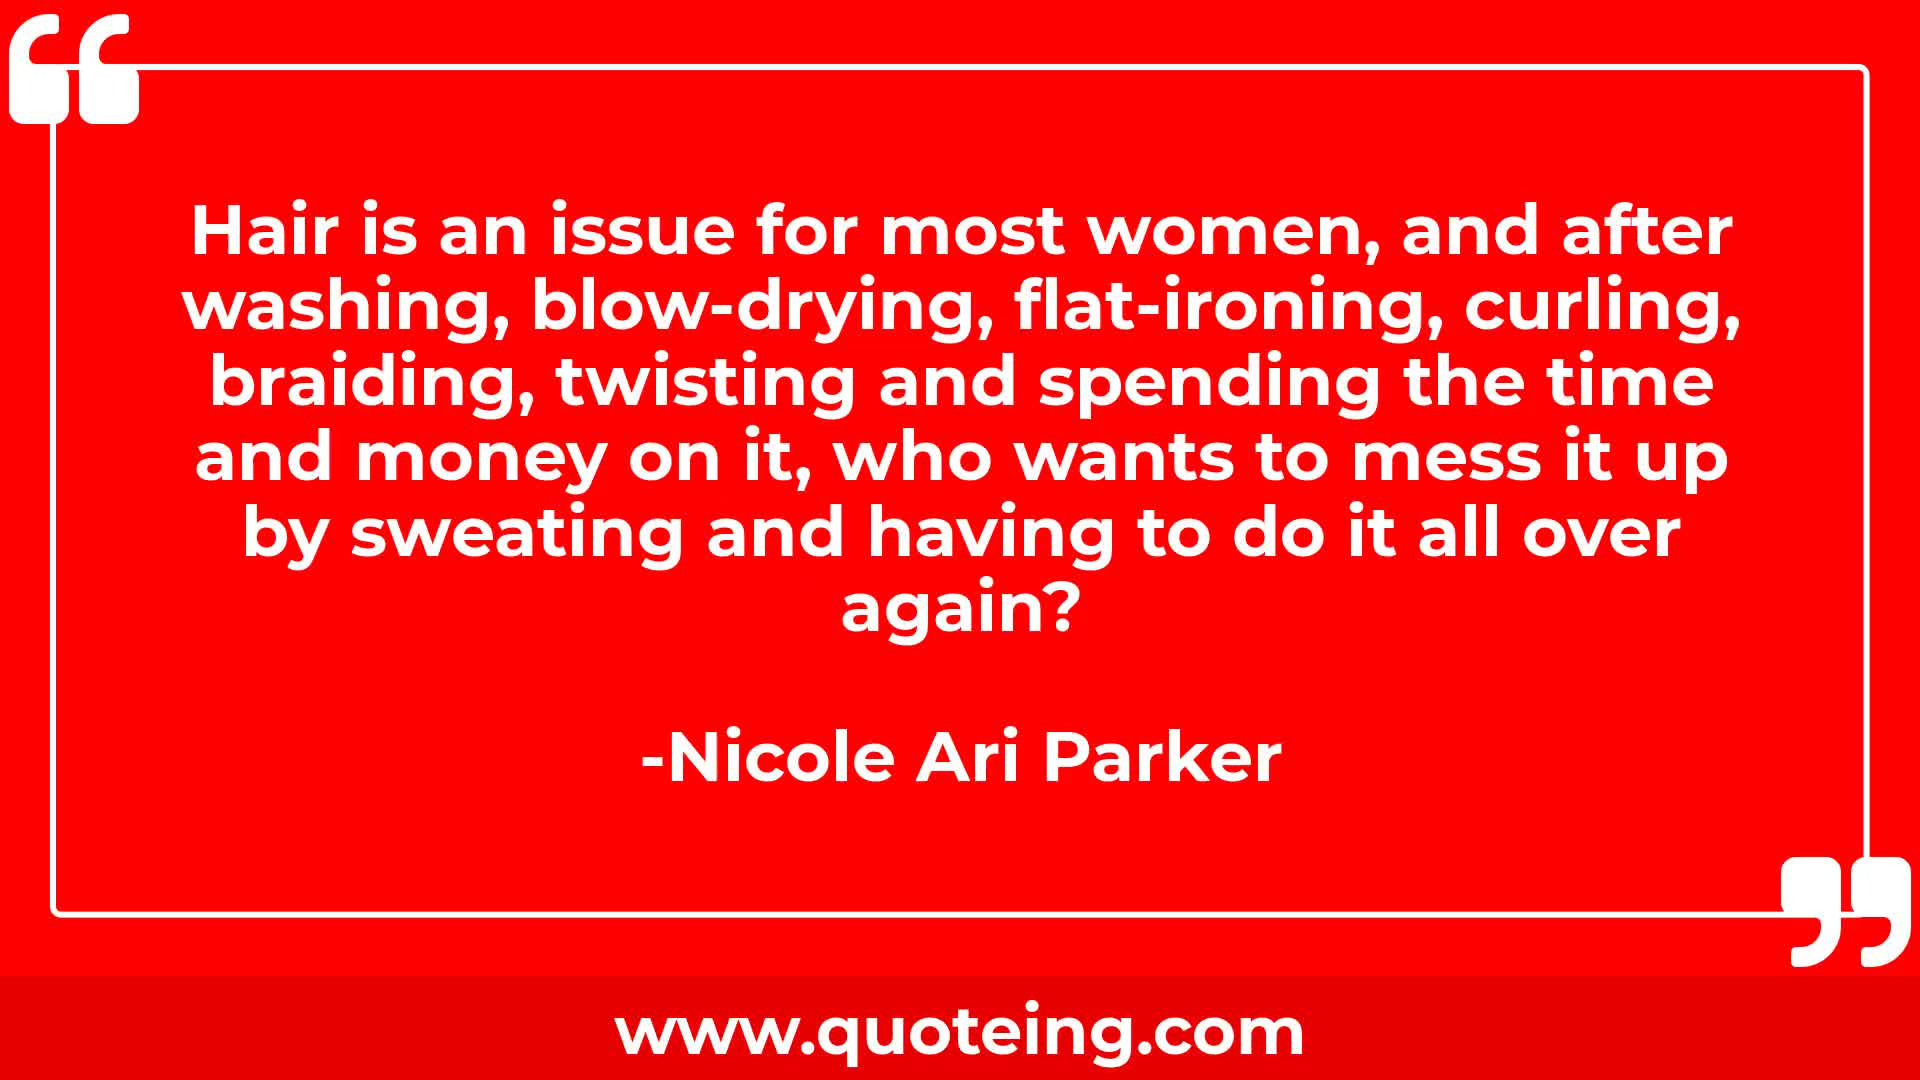 Hair is an issue for most women, and after
washing, blow-drying, flat-ironing, curling,
braiding, twisting and spending the time
and money on it, who wants to mess it up
by sweating and having to do it all over
again?
-Nicole Ari Parker
www.quoteing.com